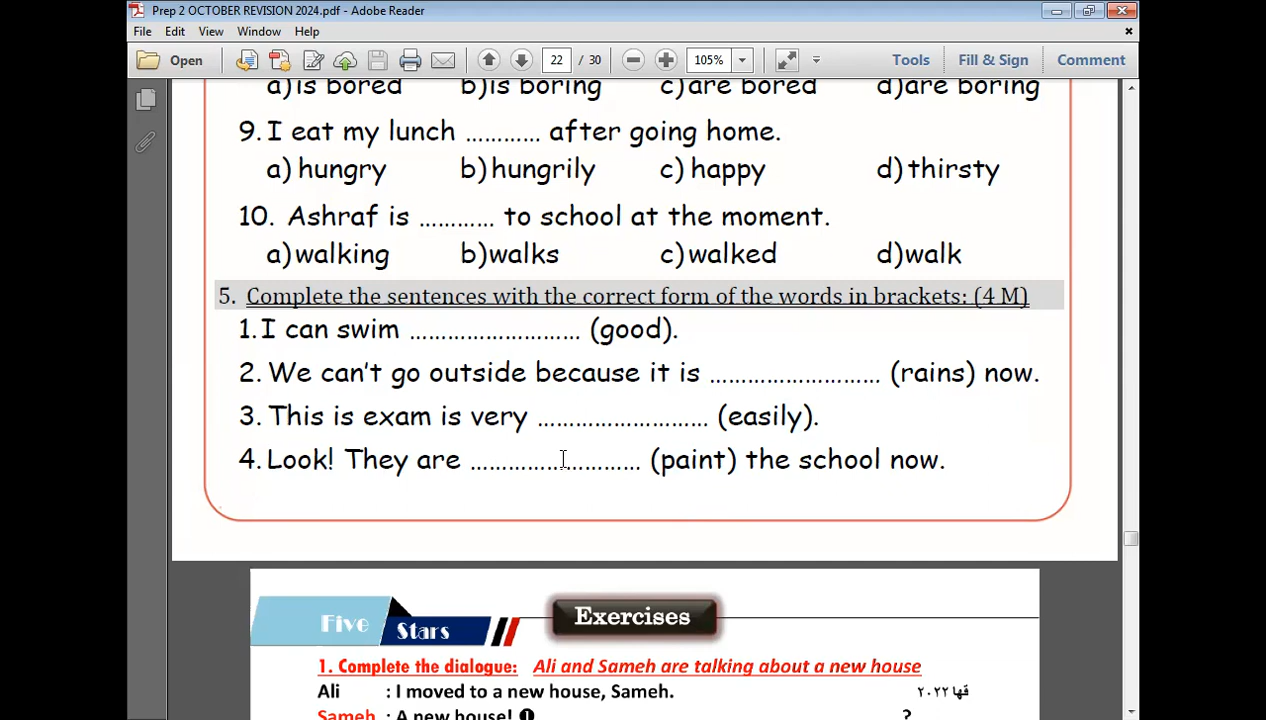 Prep 2 OCTOBER REVISION 2024.pdf - Adobe Reader
File Edit View Window Help
Open 22 / 30 105% Tools Fill & Sign Comment
a)is bored b)is boring c)are bored d)are boring
9. I eat my lunch ………… after going home.
a) hungry b) hungrily c) happy d) thirsty
10. Ashraf is ………… to school at the moment.
a)walking b)walks c)walked d)walk
5. Complete the sentences with the correct form of the words in brackets: (4 M)
1. I can swim ……………………… (good).
2. We can't go outside because it is ……………………… (rains) now.
3. This is exam is very ……………………… (easily).
4. Look! They are ……………………… (paint) the school now.
Five Stars Exercises
1. Complete the dialogue: Ali and Sameh are talking about a new house
Ali : I moved to a new house, Sameh. قها ٢٠٢٢
Sameh : A new house! ❶ ?